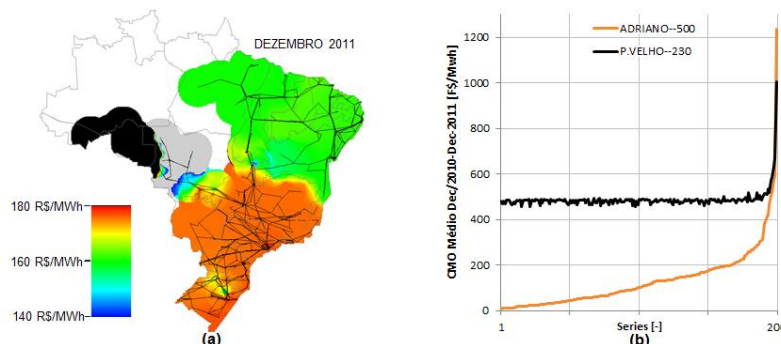 DEZEMBRO 2011
180 R$/MWh
160 R$/MWh
140 R$/MWh
(a)
(b)
ADRIANO--500
P.VELHO--230
CMO Médio Dec/2010-Dec-2011 [R$/Mwh]
1200
1000
800
600
400
200
0
1
Series [-]
20